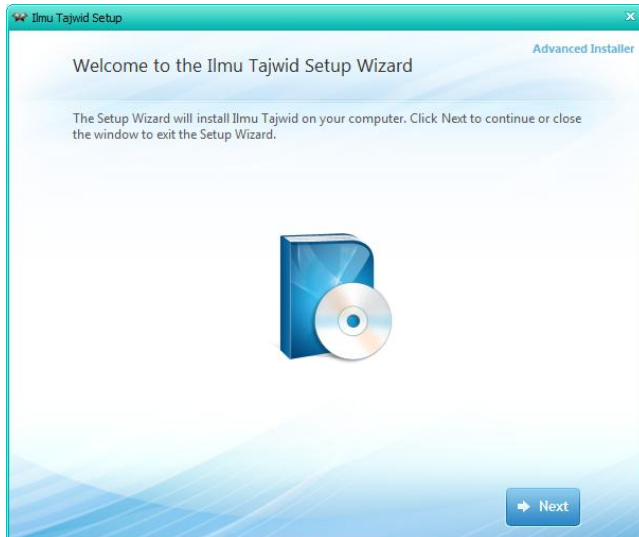 Ilmu Tajwid Setup
Advanced Installer
Welcome to the Ilmu Tajwid Setup Wizard
The Setup Wizard will install Ilmu Tajwid on your computer. Click Next to continue or close
the window to exit the Setup Wizard.
Next